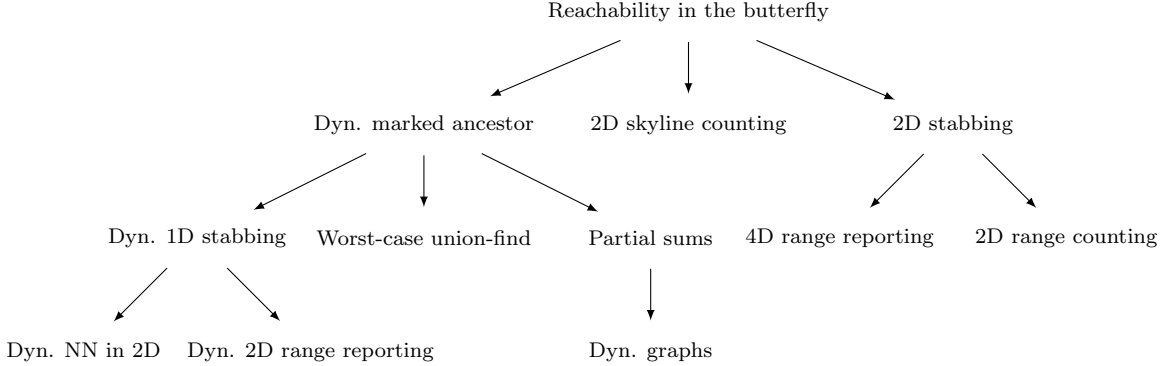 Reachability in the butterfly
Dyn. marked ancestor
2D skyline counting
2D stabbing
Dyn. 1D stabbing
Worst-case union-find
Partial sums
4D range reporting
2D range counting
Dyn. NN in 2D
Dyn. 2D range reporting
Dyn. graphs